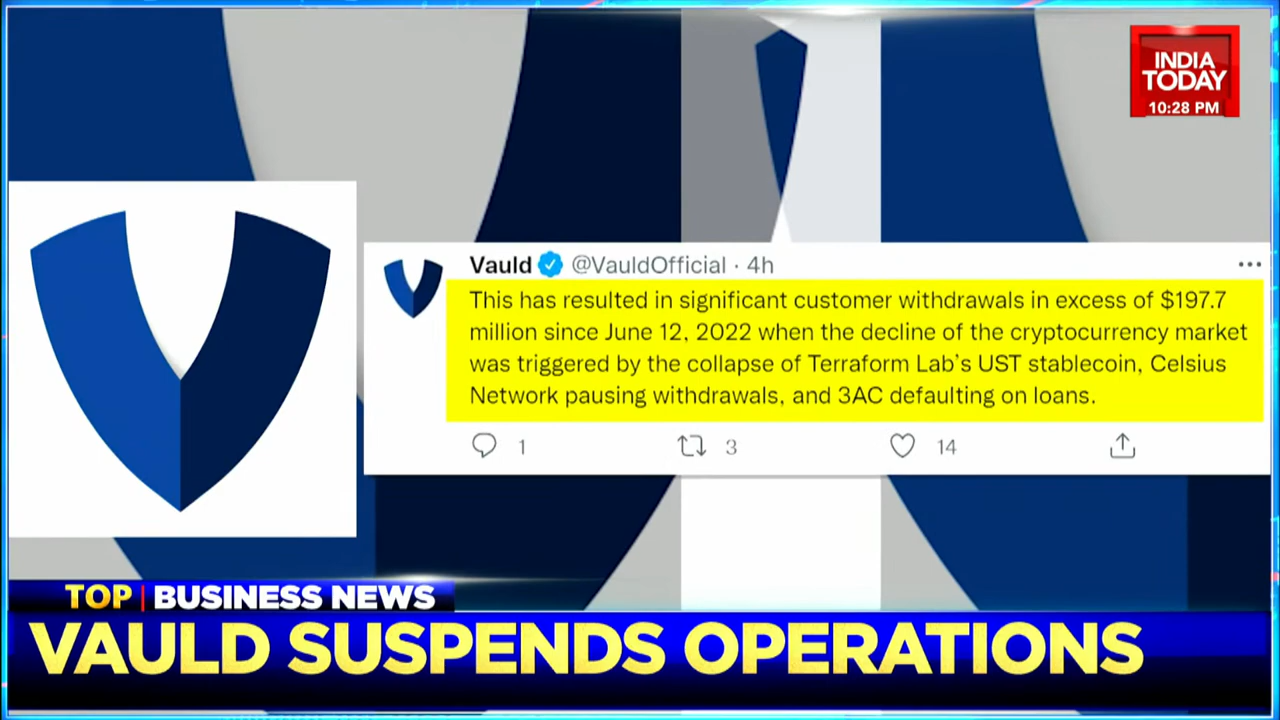 INDIA
TODAY
10:28 PM
Vauld @VauldOfficial · 4h
This has resulted in significant customer withdrawals in excess of $197.7
million since June 12, 2022 when the decline of the cryptocurrency market
was triggered by the collapse of Terraform Lab’s UST stablecoin, Celsius
Network pausing withdrawals, and 3AC defaulting on loans.
1 3 14
TOP | BUSINESS NEWS
VAULD SUSPENDS OPERATIONS